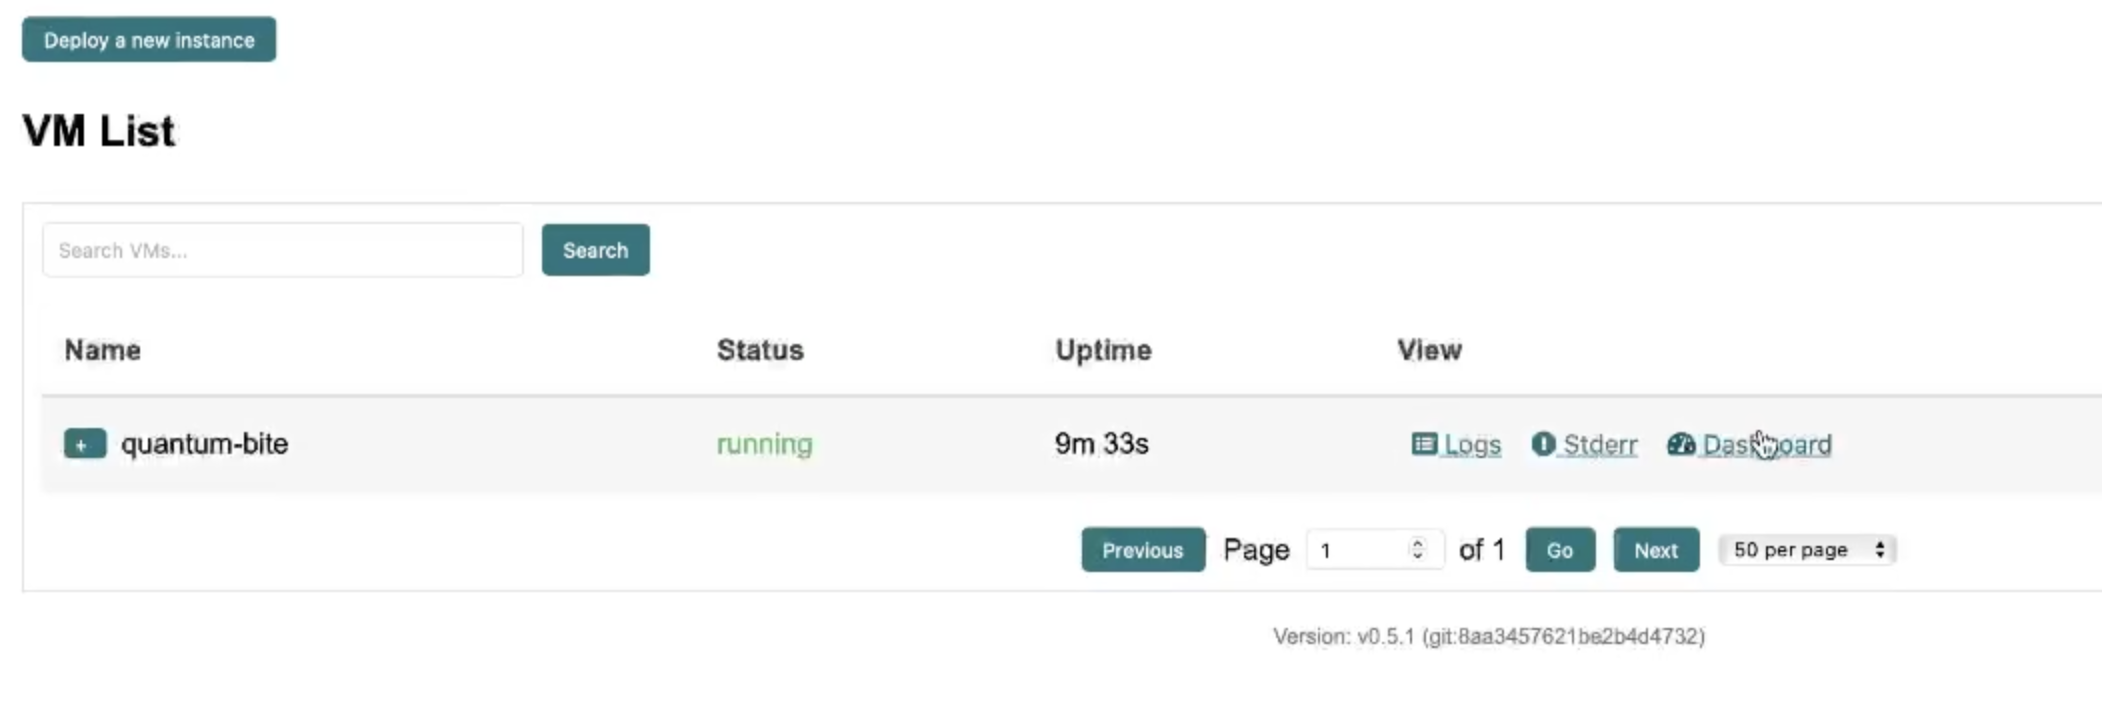 Deploy a new instance
VM List
Search VMs...
Search
Name Status Uptime View
+ quantum-bite running 9m 33s Logs Stderr Dashboard
Previous Page 1 of 1 Go Next 50 per page
Version: v0.5.1 (git:8aa3457621be2b4d4732)